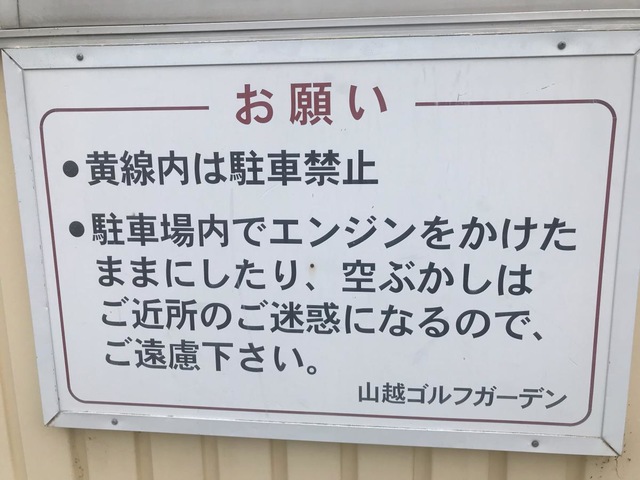 お願い
●黄線内は駐車禁止
●駐車場内でエンジンをかけた
ままにしたり、空ぶかしは
ご近所のご迷惑になるので、
ご遠慮下さい。
山越ゴルフガーデン